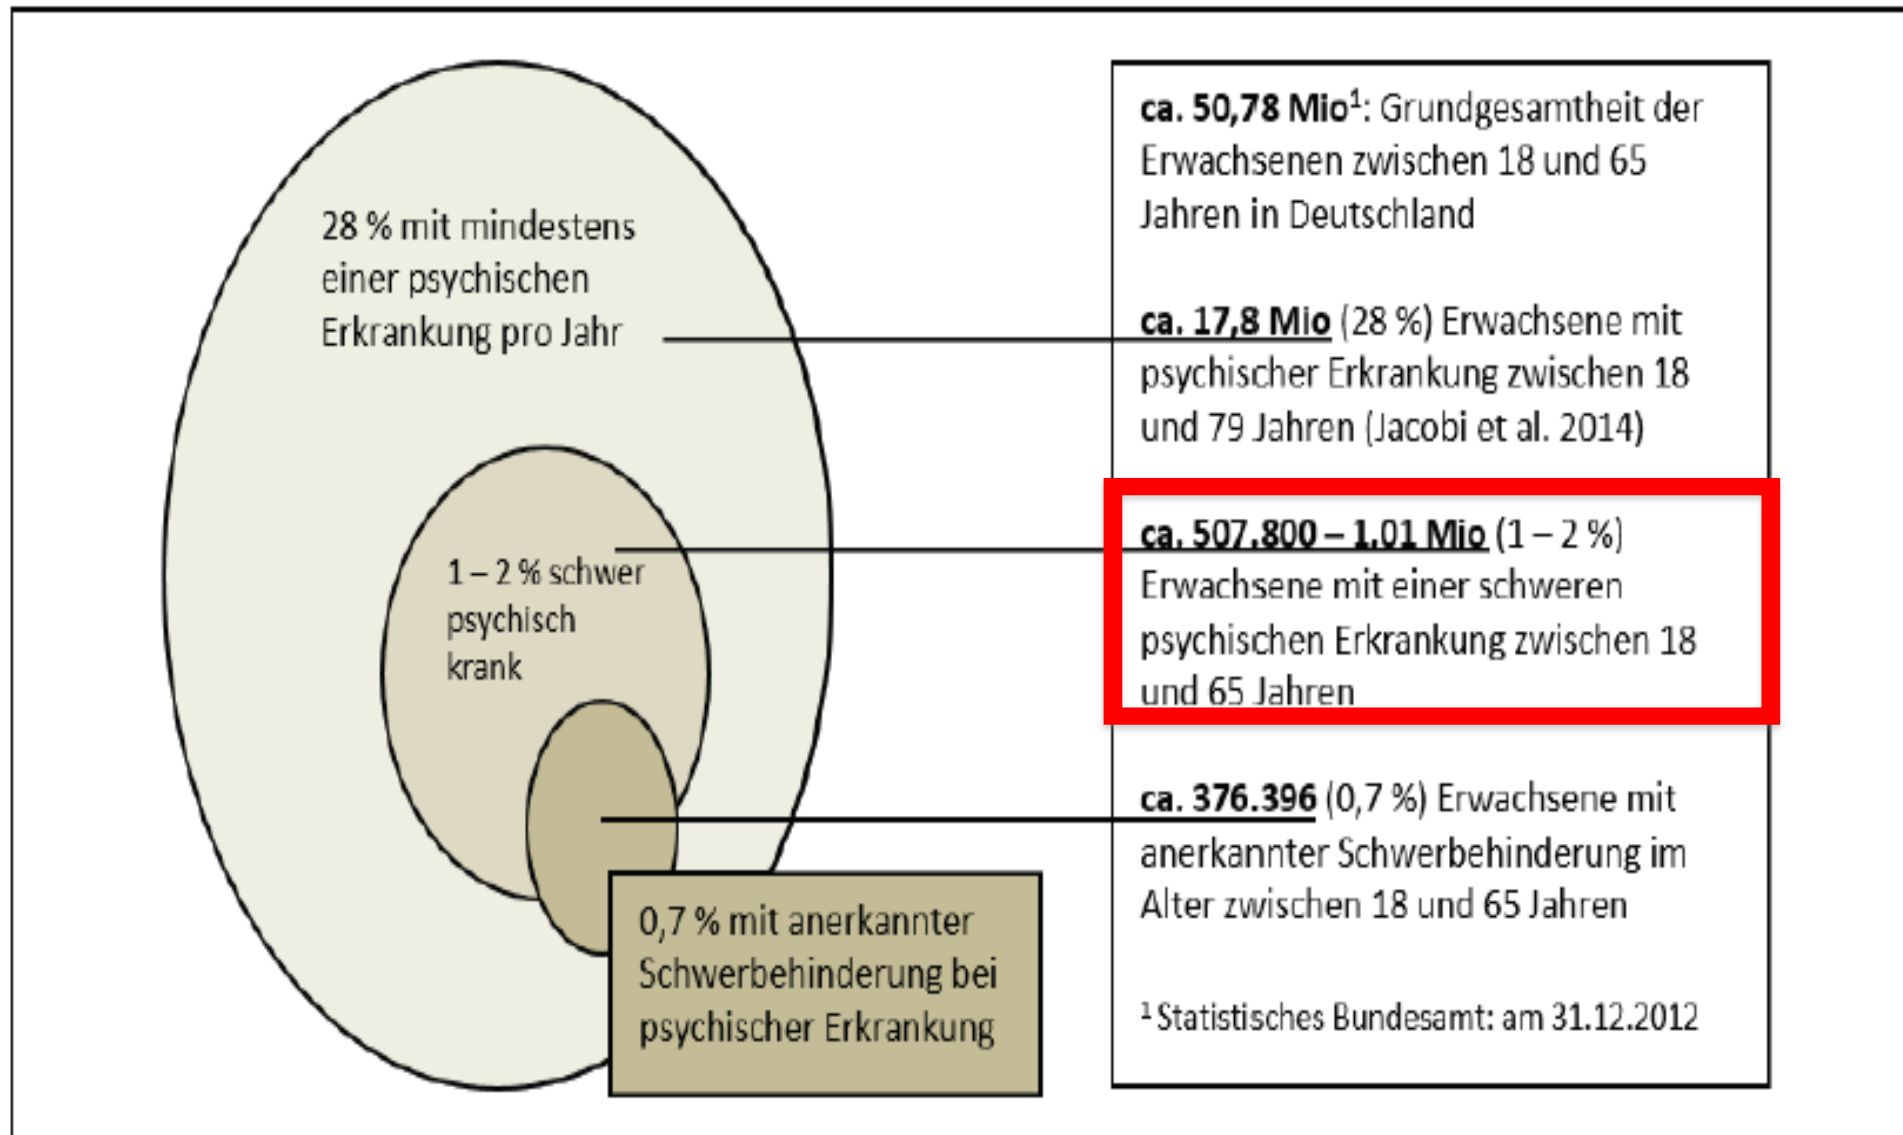 28 % mit mindestens
einer psychischen
Erkrankung pro Jahr
1 – 2 % schwer
psychisch
krank
0,7 % mit anerkannter
Schwerbehinderung bei
psychischer Erkrankung
ca. 50,78 Mio¹: Grundgesamtheit der
Erwachsenen zwischen 18 und 65
Jahren in Deutschland
ca. 17,8 Mio (28 %) Erwachsene mit
psychischer Erkrankung zwischen 18
und 79 Jahren (Jacobi et al. 2014)
ca. 507.800 – 1.01 Mio (1 – 2 %)
Erwachsene mit einer schweren
psychischen Erkrankung zwischen 18
und 65 Jahren
ca. 376.396 (0,7 %) Erwachsene mit
anerkannter Schwerbehinderung im
Alter zwischen 18 und 65 Jahren
¹ Statistisches Bundesamt: am 31.12.2012